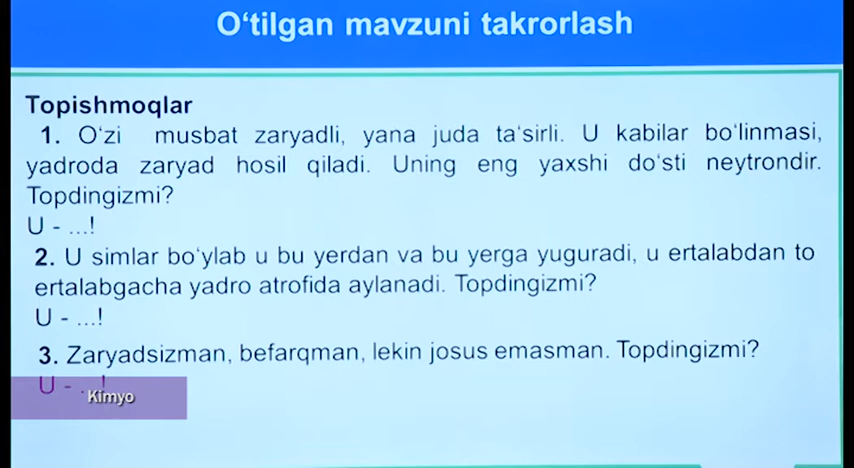 O‘tilgan mavzuni takrorlash
Topishmoqlar
1. O‘zi musbat zaryadli, yana juda ta'sirli. U kabilar bo‘linmasi,
yadroda zaryad hosil qiladi. Uning eng yaxshi do‘sti neytrondir.
Topdingizmi?
U - ...!
2. U simlar bo‘ylab u bu yerdan va bu yerga yuguradi, u ertalabdan to
ertalabgacha yadro atrofida aylanadi. Topdingizmi?
U - ...!
3. Zaryadsizman, befarqman, lekin josus emasman. Topdingizmi?
U - ...!
Kimyo